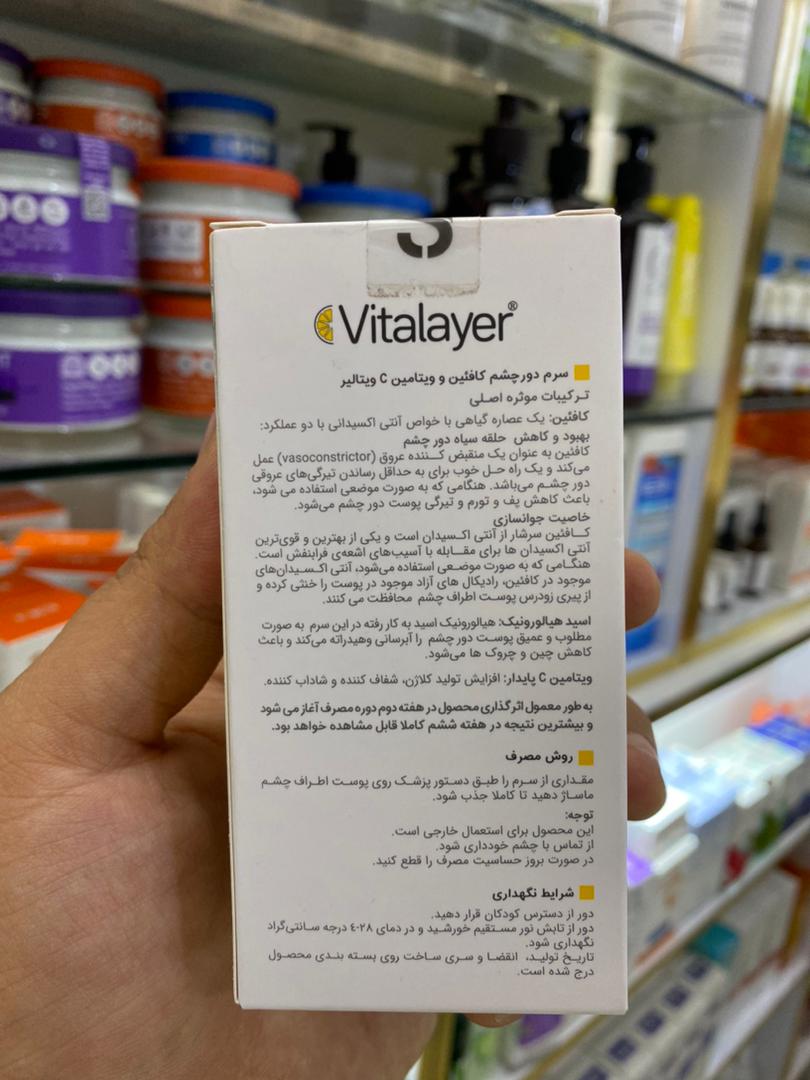 Vitalayer®
سرم دور چشم کافئین و ویتامین C ویتالیر
ترکیبات موثره اصلی
کافئین: یک عصاره گیاهی با خواص آنتی اکسیدانی با دو عملکرد:
بهبود و کاهش حلقه سیاه دور چشم
کافئین به عنوان یک منقبض کننده عروق (vasoconstrictor) عمل
می‌کند و یک راه حل خوب برای به حداقل رساندن تیرگی‌های عروقی
دور چشم می‌باشد. هنگامی که به صورت موضعی استفاده می شود،
باعث کاهش پف و تورم و تیرگی پوست دور چشم می‌شود.
خاصیت جوانسازی
کافئین سرشار از آنتی اکسیدان است و یکی از بهترین و قوی‌ترین
آنتی اکسیدان ها برای مقابله با آسیب‌های اشعه‌ی فرابنفش است.
هنگامی که به صورت موضعی استفاده می‌شود، آنتی اکسیدان‌های
موجود در کافئین، رادیکال های آزاد موجود در پوست را خنثی کرده و
از پیری زودرس پوست اطراف چشم محافظت می کنند.
اسید هیالورونیک: هیالورونیک اسید به کار رفته در این سرم به صورت
مطلوب و عمیق پوست دور چشم را آبرسانی وهیدراته می‌کند و باعث
کاهش چین و چروک ها می‌شود.
ویتامین C پایدار: افزایش تولید کلاژن، شفاف کننده و شاداب کننده.
به طور معمول اثرگذاری محصول در هفته دوم دوره مصرف آغاز می شود
و بیشترین نتیجه در هفته ششم کاملا قابل مشاهده خواهد بود.
روش مصرف
مقداری از سرم را طبق دستور پزشک روی پوست اطراف چشم
ماساژ دهید تا کاملا جذب شود.
توجه:
این محصول برای استعمال خارجی است.
از تماس با چشم خودداری شود.
در صورت بروز حساسیت مصرف را قطع کنید.
شرایط نگهداری
دور از دسترس کودکان قرار دهید.
دور از تابش نور مستقیم خورشید و در دمای ۲۸-٤ درجه سانتی‌گراد
نگهداری شود.
تاریخ تولید، انقضا و سری ساخت روی بسته بندی محصول
درج شده است.